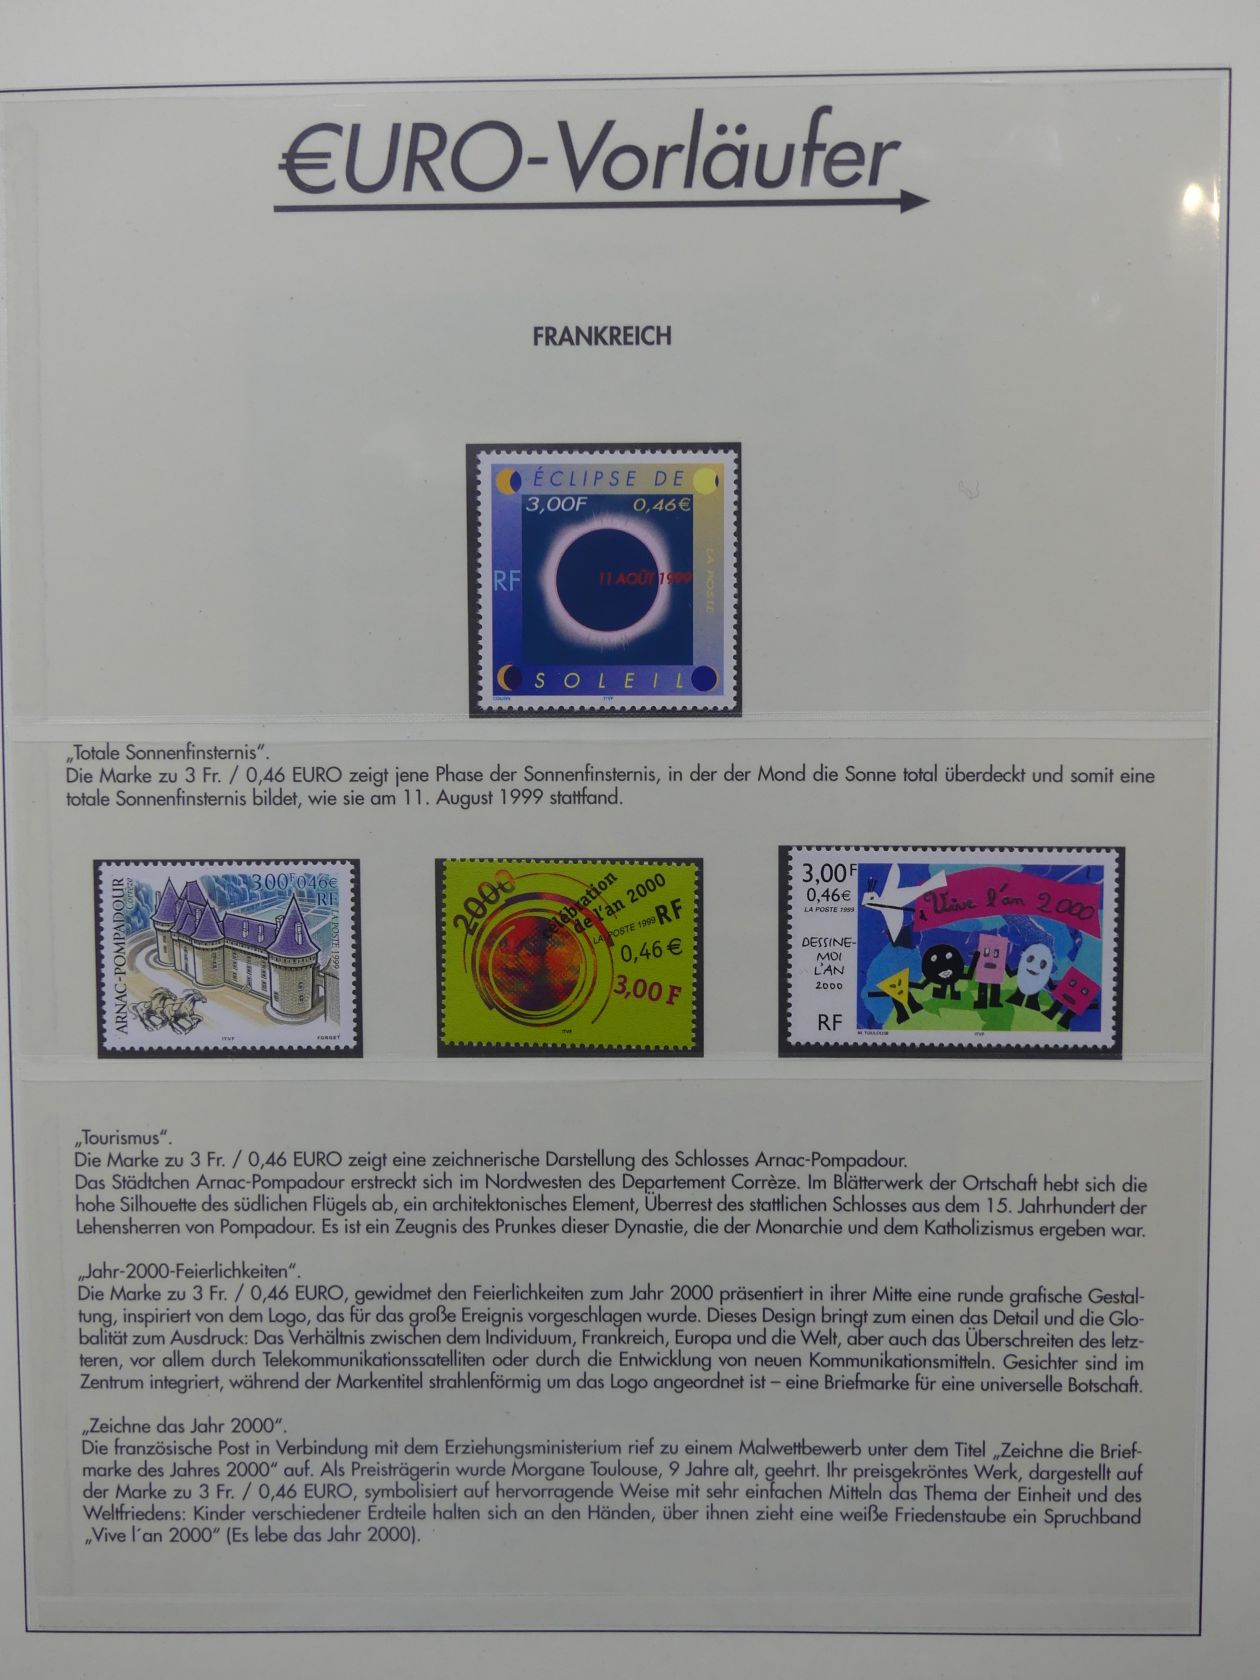 €URO-Vorläufer
FRANKREICH
ÉCLIPSE DE
3,00F 0,46€
RF
11 AOÛT 1999
LA POSTE
SOLEIL
ITVF
„Totale Sonnenfinsternis“.
Die Marke zu 3 Fr. / 0,46 EURO zeigt jene Phase der Sonnenfinsternis, in der der Mond die Sonne total überdeckt und somit eine
totale Sonnenfinsternis bildet, wie sie am 11. August 1999 stattfand.
ARNAC-POMPADOUR
Corrèze
3,00F 0,46€
RF
LA POSTE 1999
ITVF
FORGET
2000
célébration
de l'an 2000
LA POSTE 1999 RF
0,46 €
3,00 F
ITVF
3,00F
0,46€
LA POSTE 1999
Vive l'an 2000
DESSINE-
MOI
L'AN
2000
RF
M. TOULOUSE
ITVF
„Tourismus“.
Die Marke zu 3 Fr. / 0,46 EURO zeigt eine zeichnerische Darstellung des Schlosses Arnac-Pompadour.
Das Städtchen Arnac-Pompadour erstreckt sich im Nordwesten des Departement Corrèze. Im Blätterwerk der Ortschaft hebt sich die
hohe Silhouette des südlichen Flügels ab, ein architektonisches Element, Überrest des stattlichen Schlosses aus dem 15. Jahrhundert der
Lehensherren von Pompadour. Es ist ein Zeugnis des Prunkes dieser Dynastie, die der Monarchie und dem Katholizismus ergeben war.
„Jahr-2000-Feierlichkeiten“.
Die Marke zu 3 Fr. / 0,46 EURO, gewidmet den Feierlichkeiten zum Jahr 2000 präsentiert in ihrer Mitte eine runde grafische Gestal-
tung, inspiriert von dem Logo, das für das große Ereignis vorgeschlagen wurde. Dieses Design bringt zum einen das Detail und die Glo-
balität zum Ausdruck: Das Verhältnis zwischen dem Individuum, Frankreich, Europa und die Welt, aber auch das Überschreiten des letz-
teren, vor allem durch Telekommunikationssatelliten oder durch die Entwicklung von neuen Kommunikationsmitteln. Gesichter sind im
Zentrum integriert, während der Markentitel strahlenförmig um das Logo angeordnet ist – eine Briefmarke für eine universelle Botschaft.
„Zeichne das Jahr 2000“.
Die französische Post in Verbindung mit dem Erziehungsministerium rief zu einem Malwettbewerb unter dem Titel „Zeichne die Brief-
marke des Jahres 2000“ auf. Als Preisträgerin wurde Morgane Toulouse, 9 Jahre alt, geehrt. Ihr preisgekröntes Werk, dargestellt auf
der Marke zu 3 Fr. / 0,46 EURO, symbolisiert auf hervorragende Weise mit sehr einfachen Mitteln das Thema der Einheit und des
Weltfriedens: Kinder verschiedener Erdteile halten sich an den Händen, über ihnen zieht eine weiße Friedenstaube ein Spruchband
„Vive l´an 2000“ (Es lebe das Jahr 2000).